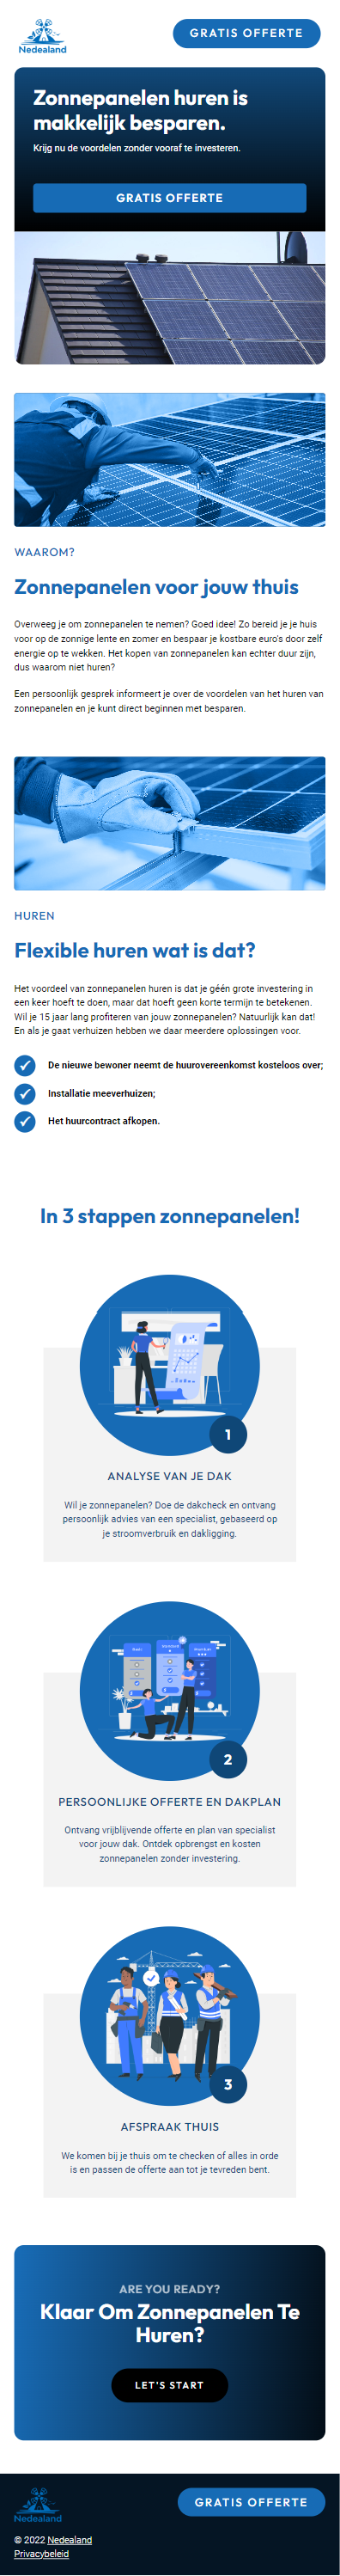 Nedealand
GRATIS OFFERTE
Zonnepanelen huren is
makkelijk besparen.
Krijg nu de voordelen zonder vooraf te investeren.
GRATIS OFFERTE
WAAROM?
Zonnepanelen voor jouw thuis
Overweeg je om zonnepanelen te nemen? Goed idee! Zo bereid je je huis
voor op de zonnige lente en zomer en bespaar je kostbare euro's door zelf
energie op te wekken. Het kopen van zonnepanelen kan echter duur zijn,
dus waarom niet huren?
Een persoonlijk gesprek informeert je over de voordelen van het huren van
zonnepanelen en je kunt direct beginnen met besparen.
HUREN
Flexible huren wat is dat?
Het voordeel van zonnepanelen huren is dat je géén grote investering in
een keer hoeft te doen, maar dat hoeft geen korte termijn te betekenen.
Wil je 15 jaar lang profiteren van jouw zonnepanelen? Natuurlijk kan dat!
En als je gaat verhuizen hebben we daar meerdere oplossingen voor.
De nieuwe bewoner neemt de huurovereenkomst kosteloos over;
Installatie meeverhuizen;
Het huurcontract afkopen.
In 3 stappen zonnepanelen!
1
ANALYSE VAN JE DAK
Wil je zonnepanelen? Doe de dakcheck en ontvang
persoonlijk advies van een specialist, gebaseerd op
je stroomverbruik en dakligging.
2
PERSOONLIJKE OFFERTE EN DAKPLAN
Ontvang vrijblijvende offerte en plan van specialist
voor jouw dak. Ontdek opbrengst en kosten
zonnepanelen zonder investering.
3
AFSPRAAK THUIS
We komen bij je thuis om te checken of alles in orde
is en passen de offerte aan tot je tevreden bent.
ARE YOU READY?
Klaar Om Zonnepanelen Te
Huren?
LET'S START
Nedealand
GRATIS OFFERTE
© 2022 Nedealand
Privacybeleid